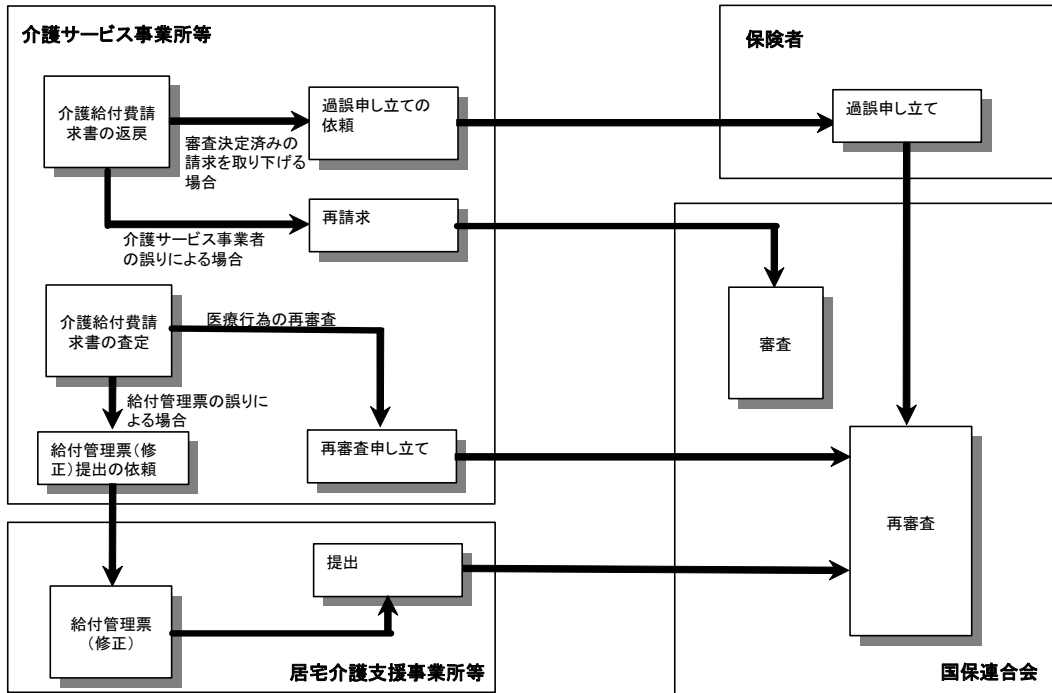 介護サービス事業所等
保険者
介護給付費請
求書の返戻
過誤申し立ての
依頼
過誤申し立て
審査決定済みの
請求を取り下げる
場合
再請求
介護サービス事業者
の誤りによる場合
介護給付費請
求書の査定
医療行為の再審査
審査
給付管理票の誤りに
よる場合
給付管理票(修
正)提出の依頼
再審査申し立て
再審査
提出
給付管理票
(修正)
居宅介護支援事業所等
国保連合会